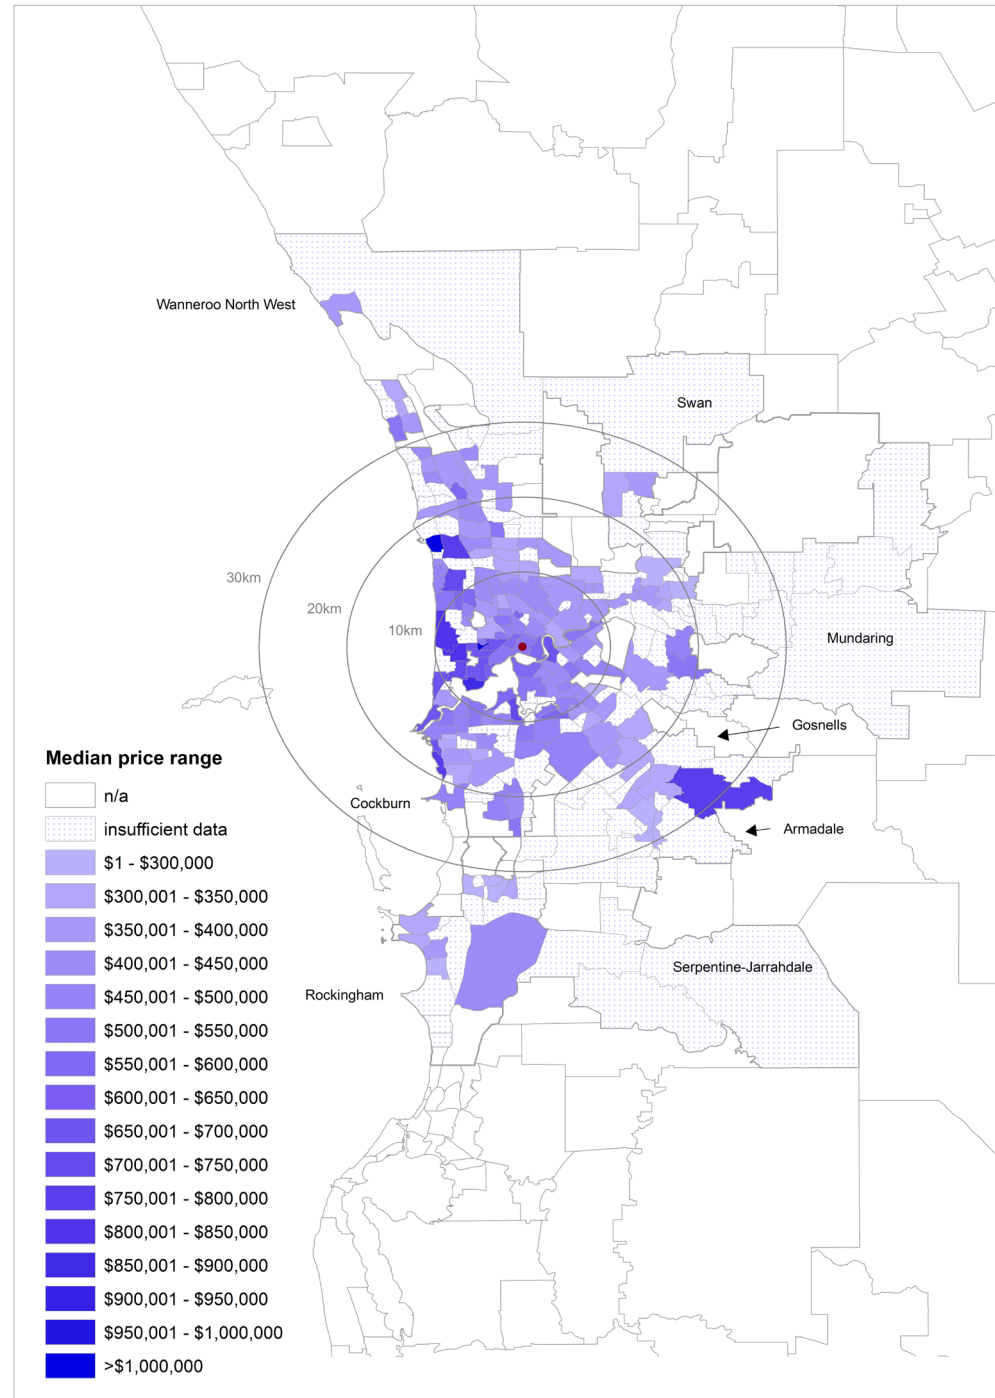 Wanneroo North West
Swan
30km
20km
10km
Mundaring
Gosnells
Median price range
n/a
Cockburn
insufficient data
Armadale
$1 - $300,000
$300,001 - $350,000
$350,001 - $400,000
$400,001 - $450,000
Serpentine-Jarrahdale
$450,001 - $500,000
Rockingham
$500,001 - $550,000
$550,001 - $600,000
$600,001 - $650,000
$650,001 - $700,000
$700,001 - $750,000
$750,001 - $800,000
$800,001 - $850,000
$850,001 - $900,000
$900,001 - $950,000
$950,001 - $1,000,000
>$1,000,000